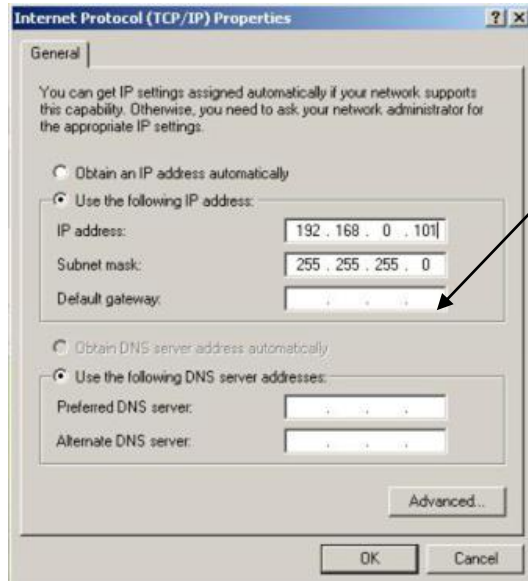 Internet Protocol (TCP/IP) Properties
General
You can get IP settings assigned automatically if your network supports
this capability. Otherwise, you need to ask your network administrator for
the appropriate IP settings.
Obtain an IP address automatically
Use the following IP address:
IP address: 192 . 168 . 0 . 101
Subnet mask: 255 . 255 . 255 . 0
Default gateway: . . .
Obtain DNS server address automatically
Use the following DNS server addresses:
Preferred DNS server: . . .
Alternate DNS server: . . .
Advanced...
OK Cancel